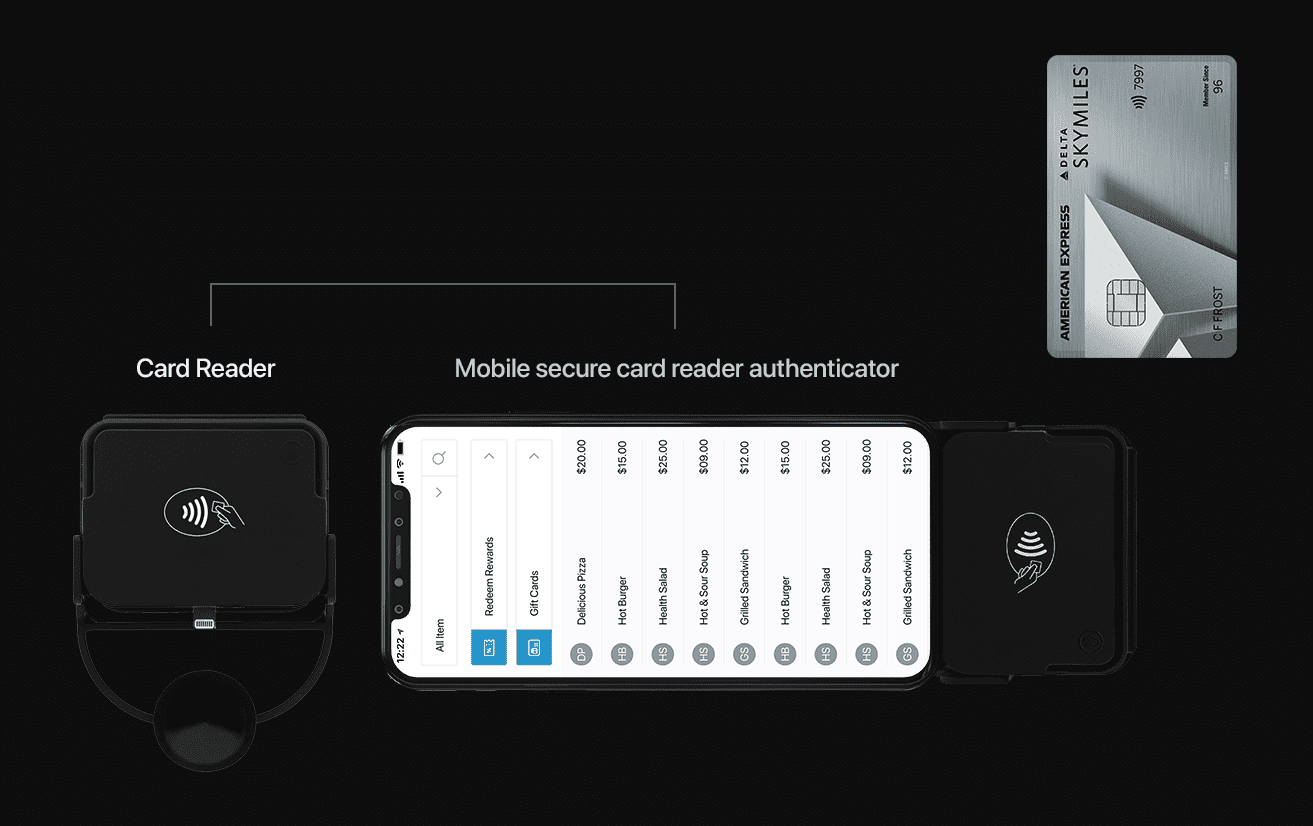 AMERICAN EXPRESS
DELTA
SKYMILES
7997
Member Since
96
C F FROST
Card Reader
Mobile secure card reader authenticator
12:22
All Item
Redeem Rewards
Gift Cards
DP Delicious Pizza $20.00
HB Hot Burger $15.00
HS Health Salad $25.00
HS Hot & Sour Soup $09.00
GS Grilled Sandwich $12.00
HB Hot Burger $15.00
HS Health Salad $25.00
HS Hot & Sour Soup $09.00
GS Grilled Sandwich $12.00